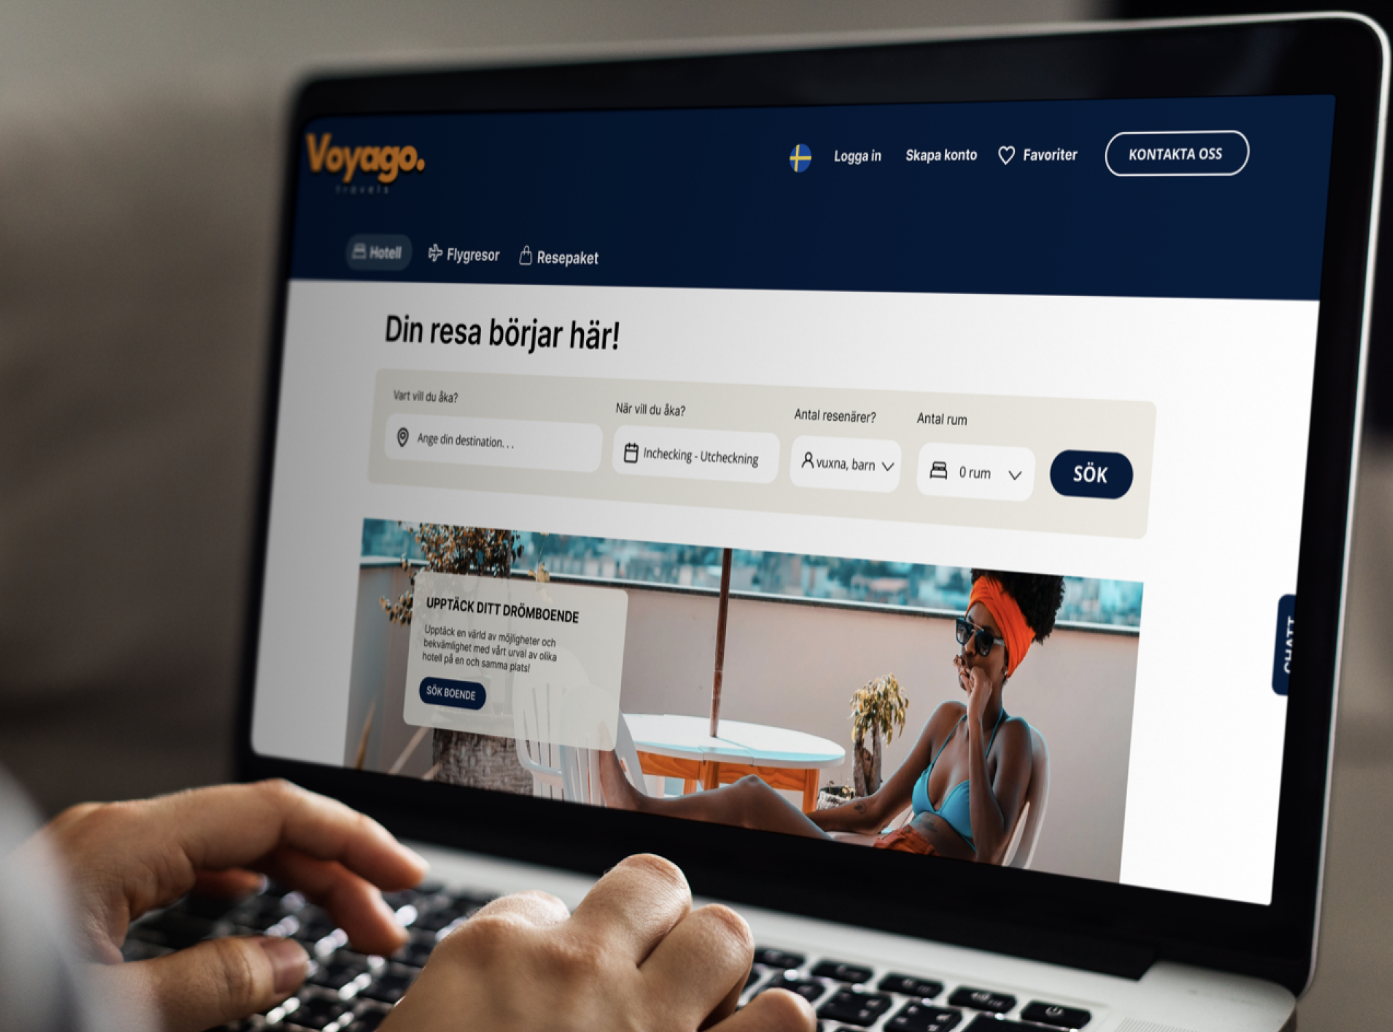 Voyago.
travels
Logga in
Skapa konto
Favoriter
KONTAKTA OSS
Hotell
Flygresor
Resepaket
Din resa börjar här!
Vart vill du åka?
När vill du åka?
Antal resenärer?
Antal rum
Ange din destination. . .
Inchecking - Utcheckning
vuxna, barn
0 rum
SÖK
UPPTÄCK DITT DRÖMBOENDE
Upptäck en värld av möjligheter och
bekvämlighet med vårt urval av olika
hotell på en och samma plats!
SÖK BOENDE
CHATT